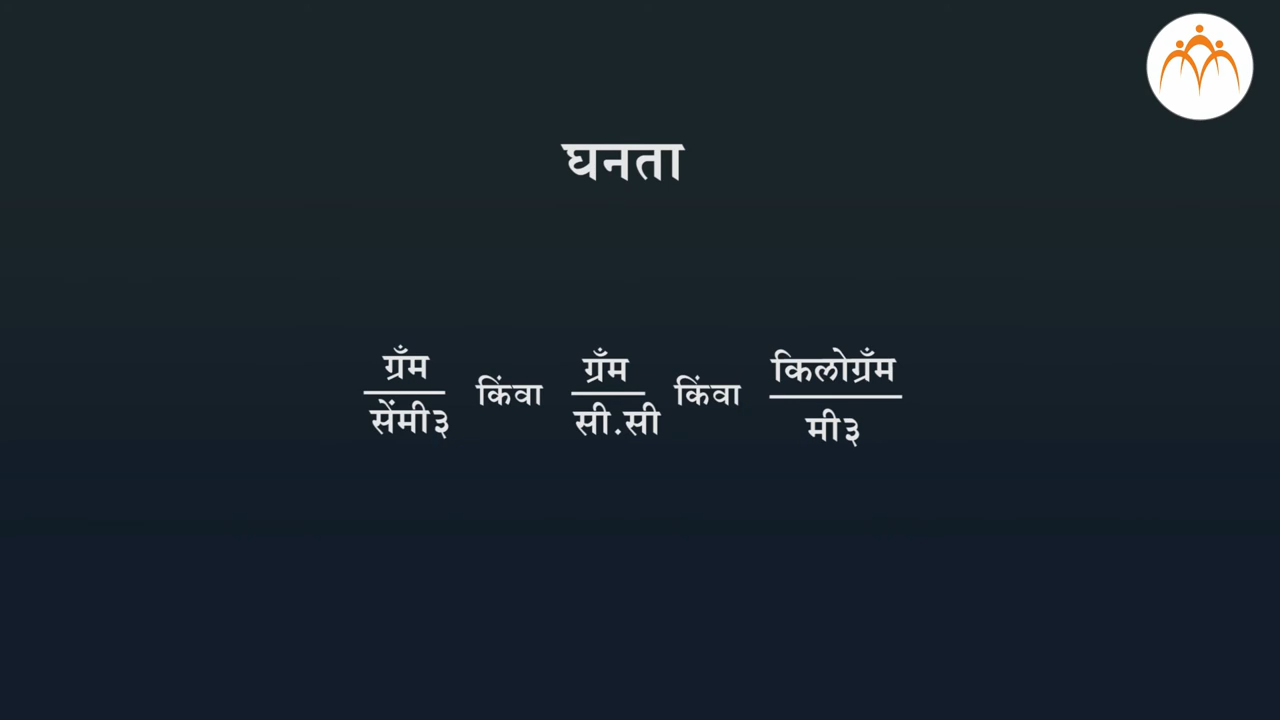 घनता
ग्रॅंम किंवा ग्रॅंम किंवा किलोग्रॅंम
सेंमी३ सी.सी मी३